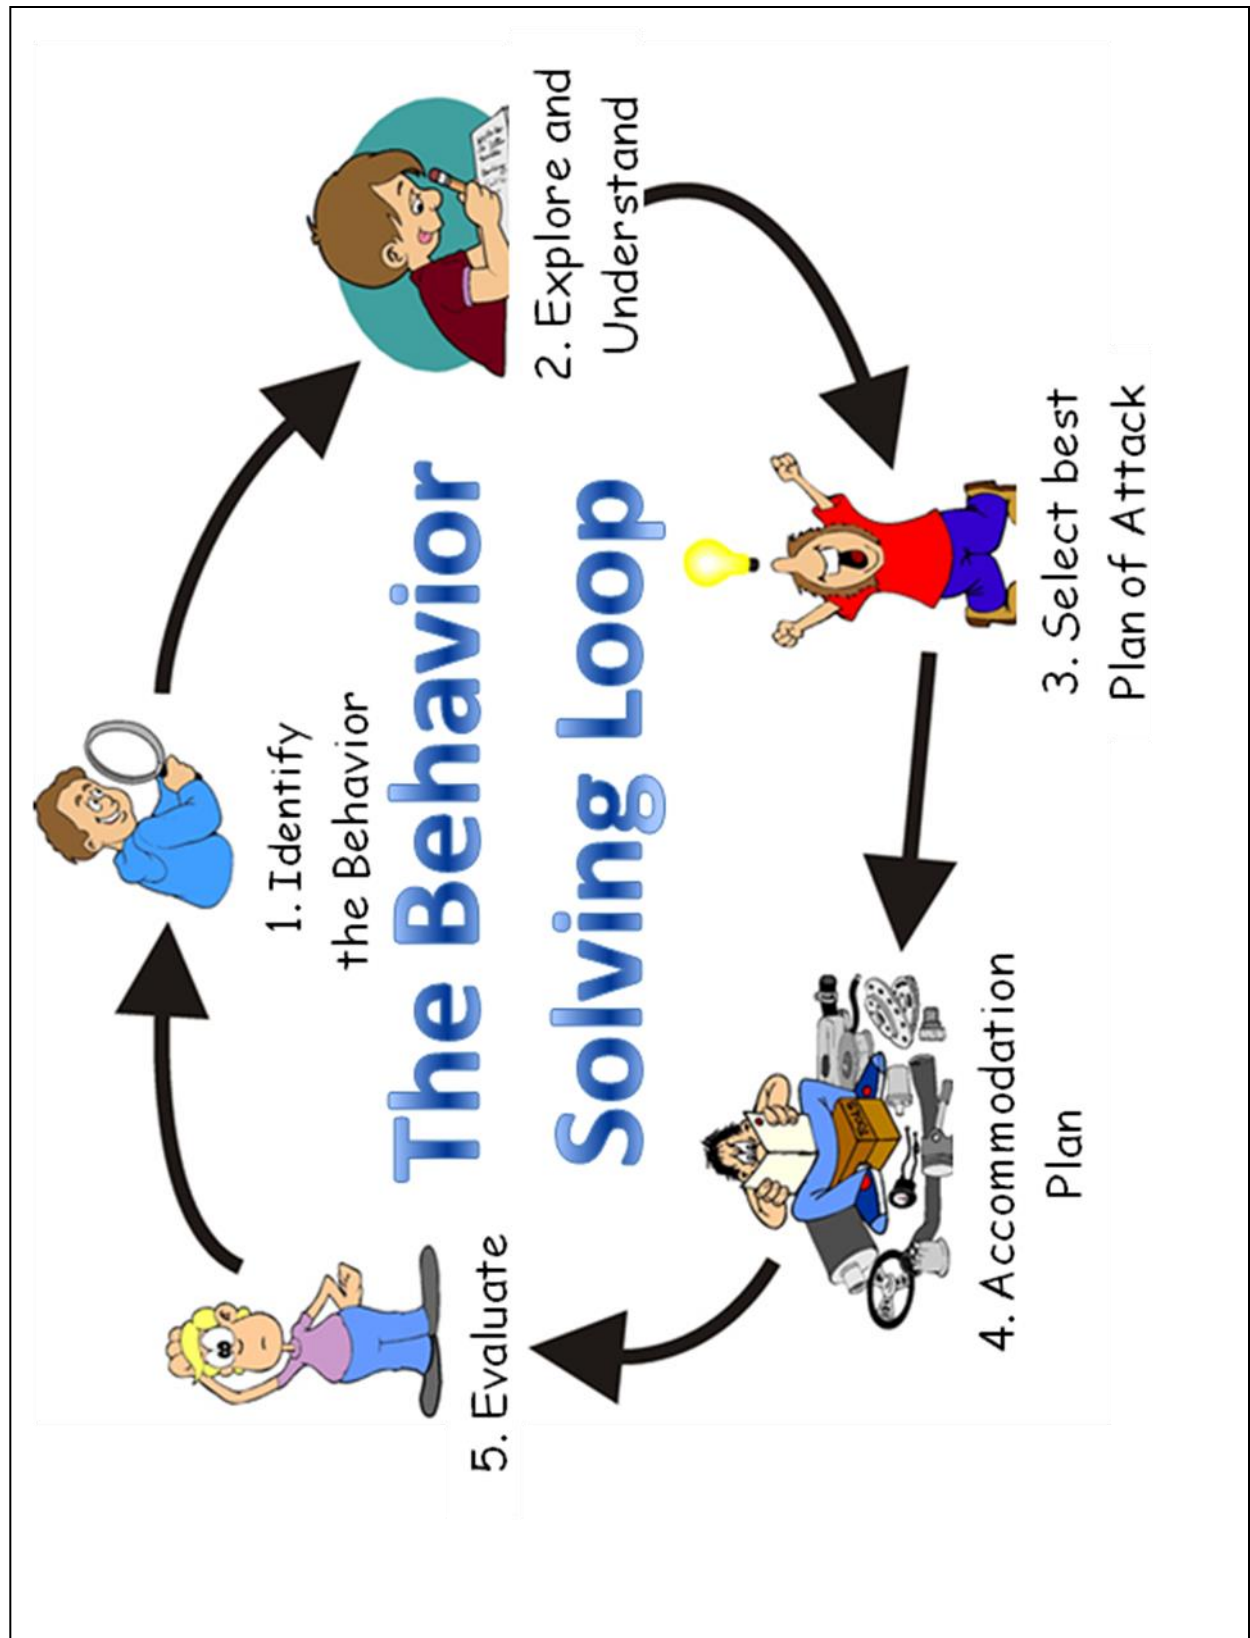 The Behavior
Solving Loop
1. Identify
the Behavior
2. Explore and
Understand
3. Select best
Plan of Attack
4. Accommodation
Plan
5. Evaluate